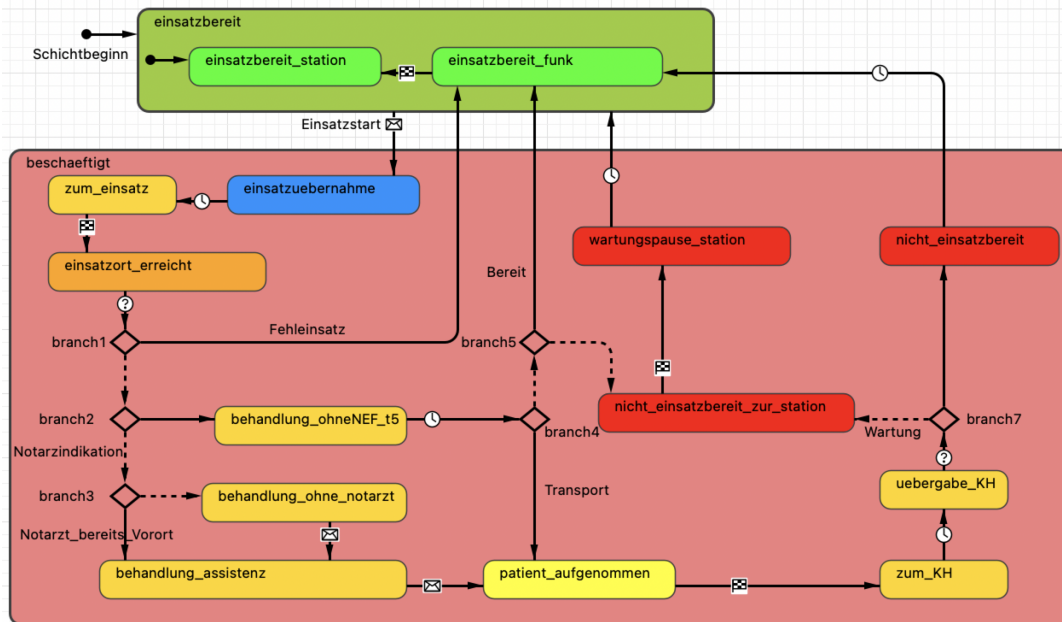 einsatzbereit
Schichtbeginn
einsatzbereit_station
einsatzbereit_funk
Einsatzstart
beschaeftigt
zum_einsatz
einsatzuebernahme
einsatzort_erreicht
wartungspause_station
nicht_einsatzbereit
Bereit
Fehleinsatz
branch1
branch5
nicht_einsatzbereit_zur_station
branch2
behandlung_ohneNEF_t5
branch4
branch7
Wartung
Notarzindikation
branch3
behandlung_ohne_notarzt
Transport
uebergabe_KH
Notarzt_bereits_Vorort
behandlung_assistenz
patient_aufgenommen
zum_KH